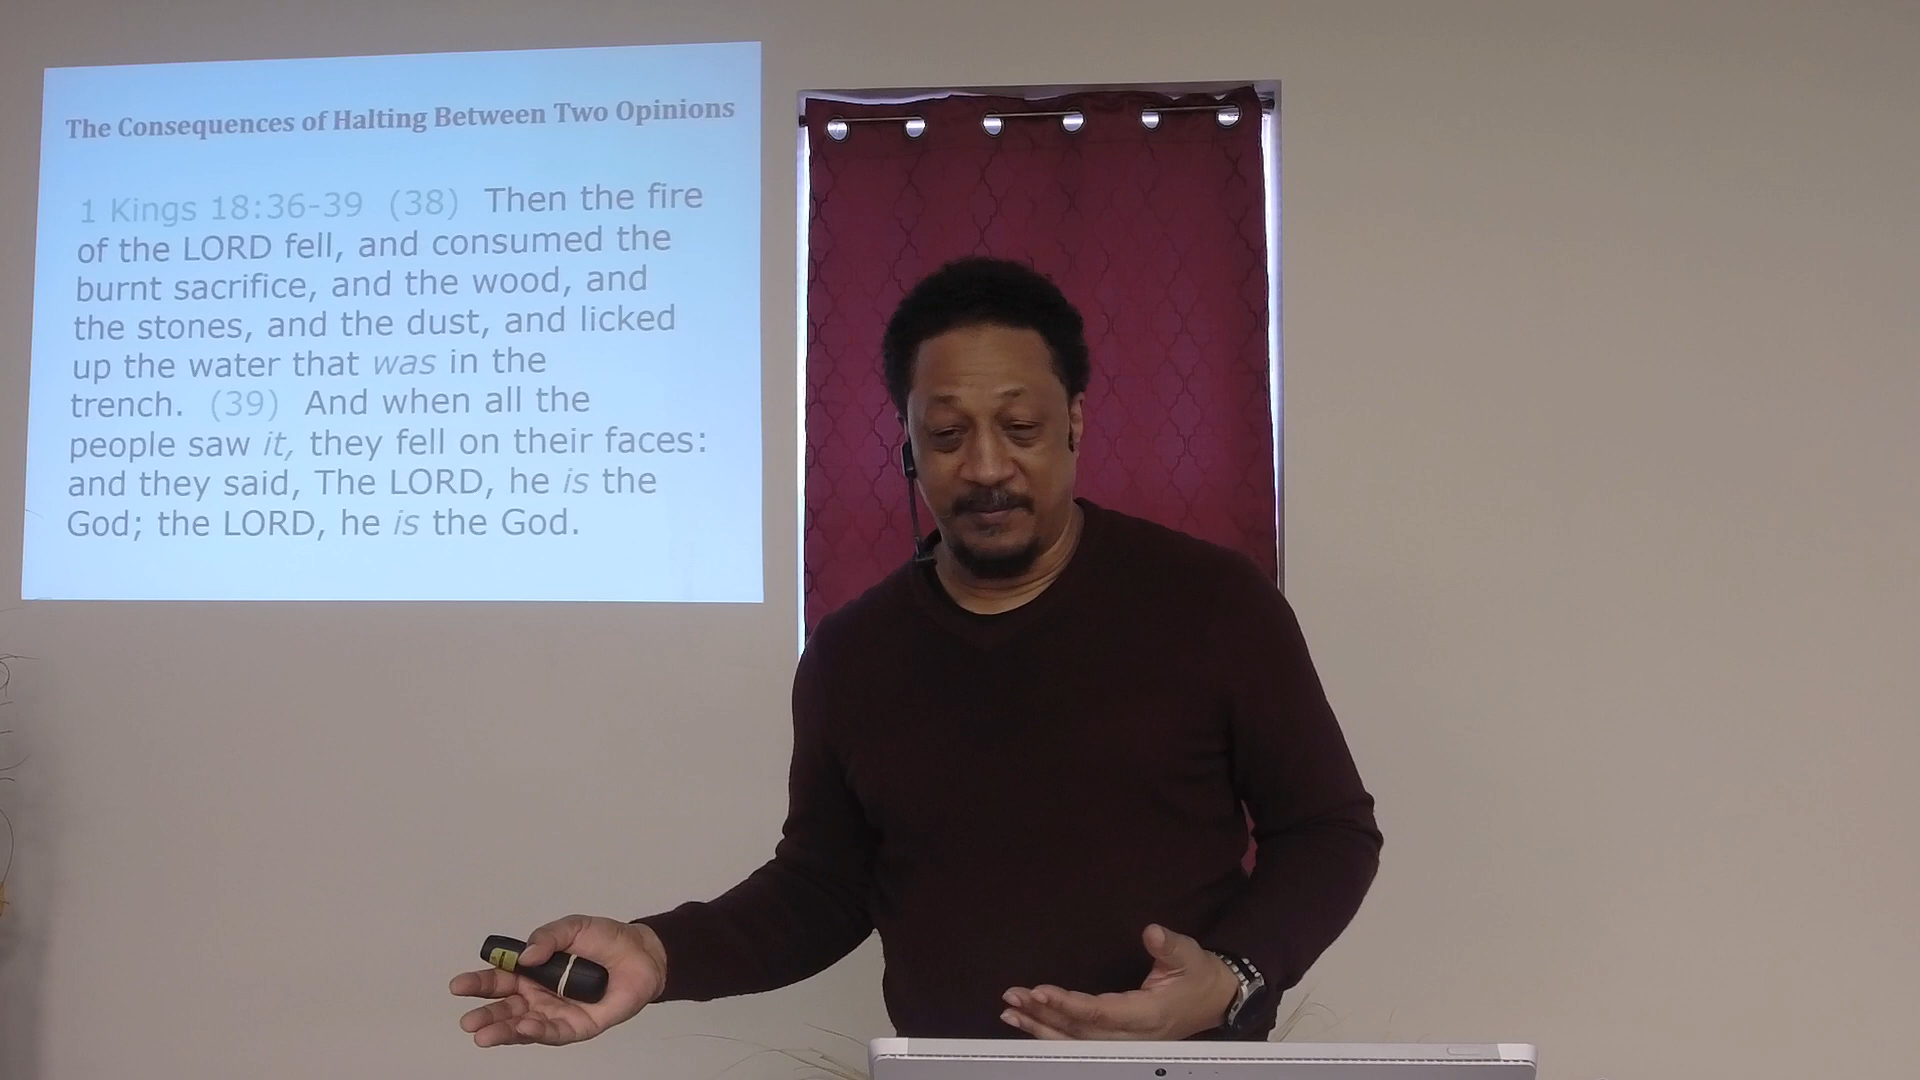 The Consequences of Halting Between Two Opinions
1 Kings 18:36-39 (38) Then the fire
of the LORD fell, and consumed the
burnt sacrifice, and the wood, and
the stones, and the dust, and licked
up the water that was in the
trench. (39) And when all the
people saw it, they fell on their faces:
and they said, The LORD, he is the
God; the LORD, he is the God.